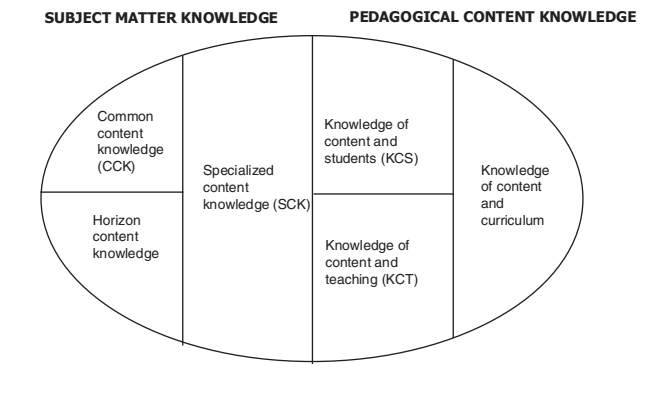 SUBJECT MATTER KNOWLEDGE
PEDAGOGICAL CONTENT KNOWLEDGE
Common
content
knowledge
(CCK)
Horizon
content
knowledge
Specialized
content
knowledge (SCK)
Knowledge of
content and
students (KCS)
Knowledge of
content and
teaching (KCT)
Knowledge
of content
and
curriculum